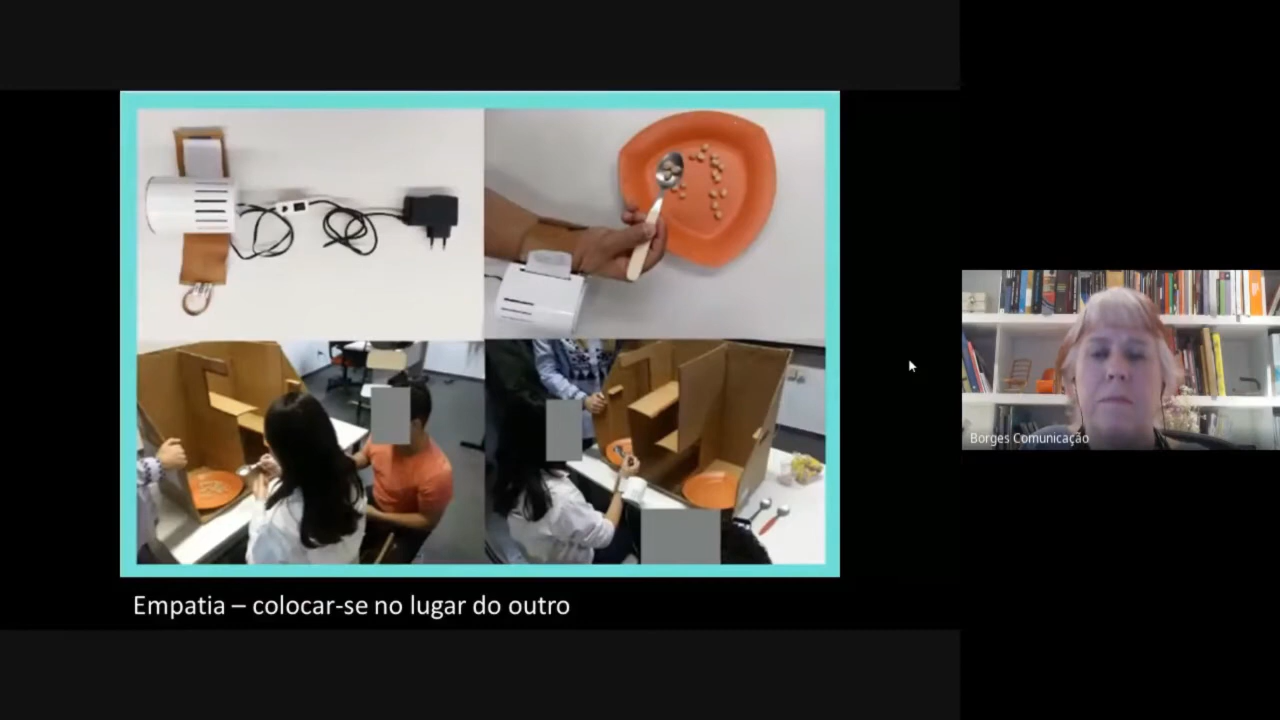 Empatia – colocar-se no lugar do outro
Borges Comunicação